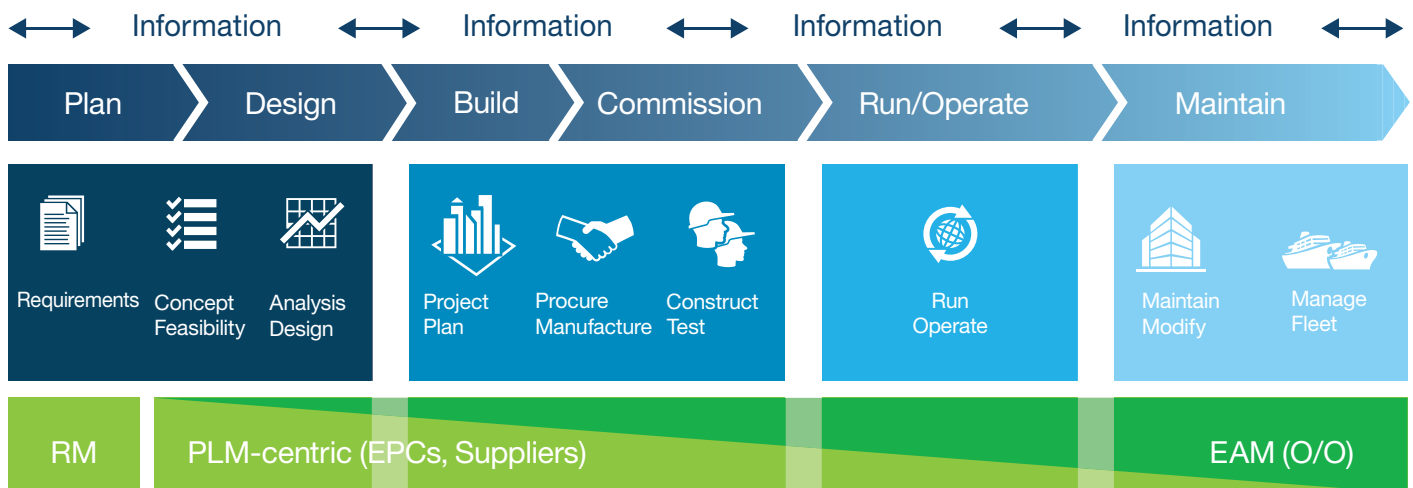 Information Information Information Information
Plan Design Build Commission Run/Operate Maintain
Requirements
Concept
Feasibility
Analysis
Design
Project
Plan
Procure
Manufacture
Construct
Test
Run
Operate
Maintain
Modify
Manage
Fleet
RM PLM-centric (EPCs, Suppliers) EAM (O/O)